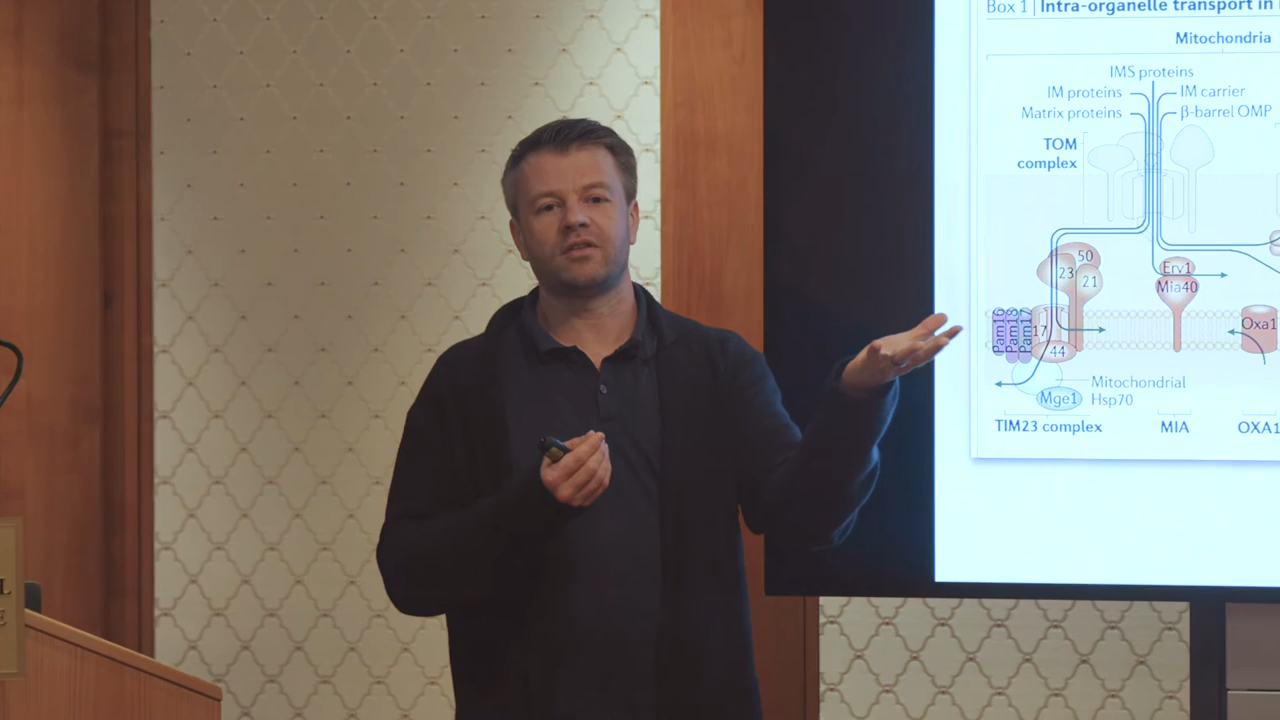 Box 1 | Intra-organelle transport in
Mitochondria
IMS proteins
IM proteins
IM carrier
Matrix proteins
β-barrel OMP
TOM
complex
50
23
21
Erv1
Mia40
Pam16
Pam18
Pam17
17
44
Oxa1
Mitochondrial
Hsp70
Mge1
TIM23 complex
MIA
OXA1
L
E